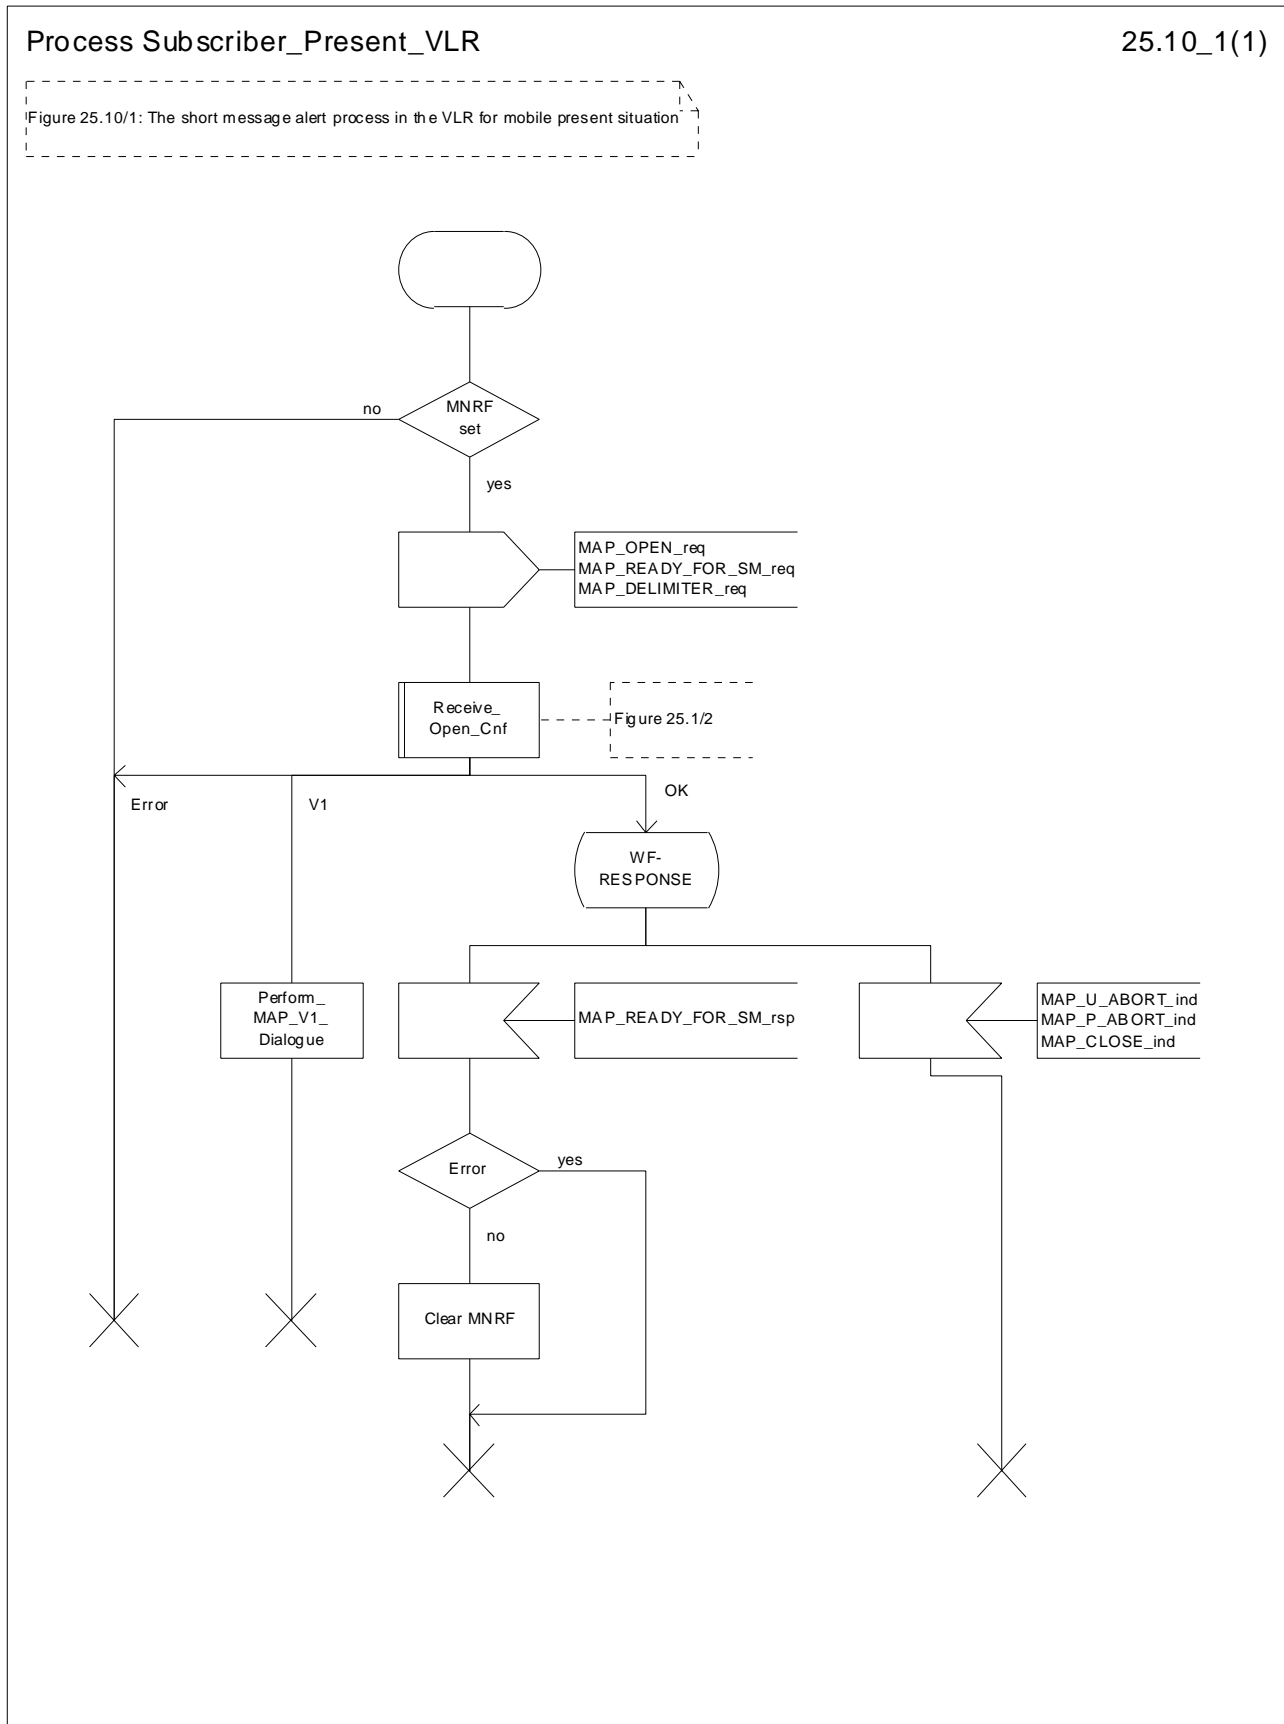 Process Subscriber_Present_VLR
25.10_1(1)
Figure 25.10/1: The short message alert process in the VLR for mobile present situation
MNRF
set
no
yes
MAP_OPEN_req
MAP_READY_FOR_SM_req
MAP_DELIMITER_req
Receive_
Open_Cnf
Figure 25.1/2
Error
V1
OK
WF-
RESPONSE
Perform_
MAP_V1_
Dialogue
MAP_READY_FOR_SM_rsp
MAP_U_ABORT_ind
MAP_P_ABORT_ind
MAP_CLOSE_ind
Error
yes
no
Clear MNRF